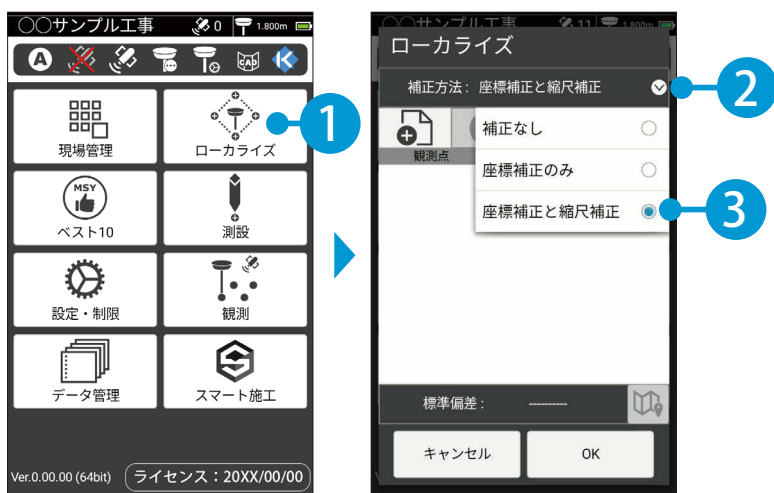 ○○サンプル工事 0 1.800m
A CAD
現場管理
ローカライズ
1
MSY
ベスト10
測設
設定・制限
観測
データ管理
スマート施工
Ver.0.00.00 (64bit) ライセンス：20XX/00/00
○○サンプル工事 11 1.800m
ローカライズ
補正方法： 座標補正と縮尺補正
2
観測点
補正なし
座標補正のみ
座標補正と縮尺補正
3
標準偏差： ----------
キャンセル
OK